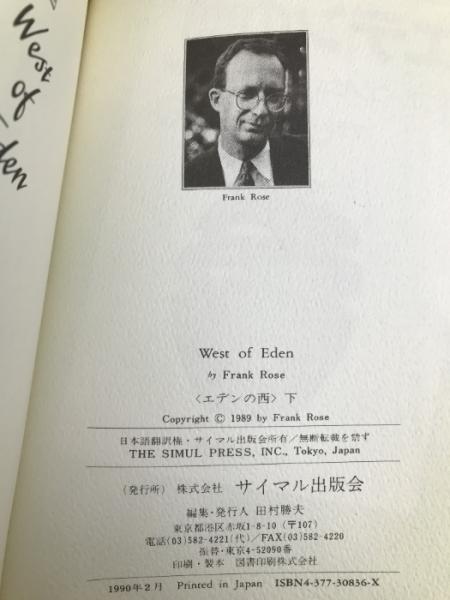 West
of
Eden
Frank Rose
West of Eden
by Frank Rose
〈エデンの西〉下
Copyright © 1989 by Frank Rose
日本語翻訳権・サイマル出版会所有／無断転載を禁ず
THE SIMUL PRESS, INC., Tokyo, Japan
(発行所) 株式会社 サイマル出版会
編集・発行人 田村勝夫
東京都港区赤坂1-8-10 (〒107)
電話(03)582-4221(代)／FAX(03)582-4220
振替・東京4-52090番
印刷・製本 図書印刷株式会社
1990年2月 Printed in Japan ISBN4-377-30836-X